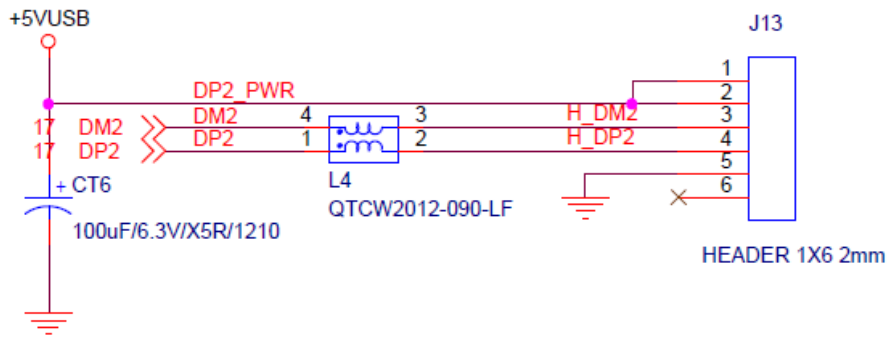 +5VUSB
J13
1
DP2_PWR
2
17 DM2
DM2
4
3
H_DM2
3
17 DP2
DP2
1
2
H_DP2
4
5
6
+ CT6
L4
QTCW2012-090-LF
100uF/6.3V/X5R/1210
HEADER 1X6 2mm